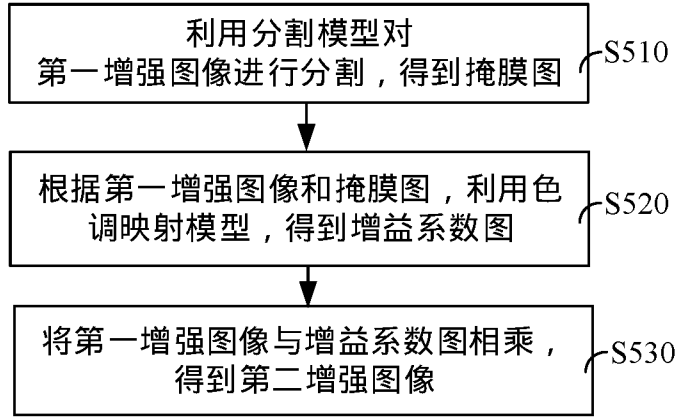 利用分割模型对
第一增强图像进行分割，得到掩膜图
S510
根据第一增强图像和掩膜图，利用色
调映射模型，得到增益系数图
S520
将第一增强图像与增益系数图相乘，
得到第二增强图像
S530